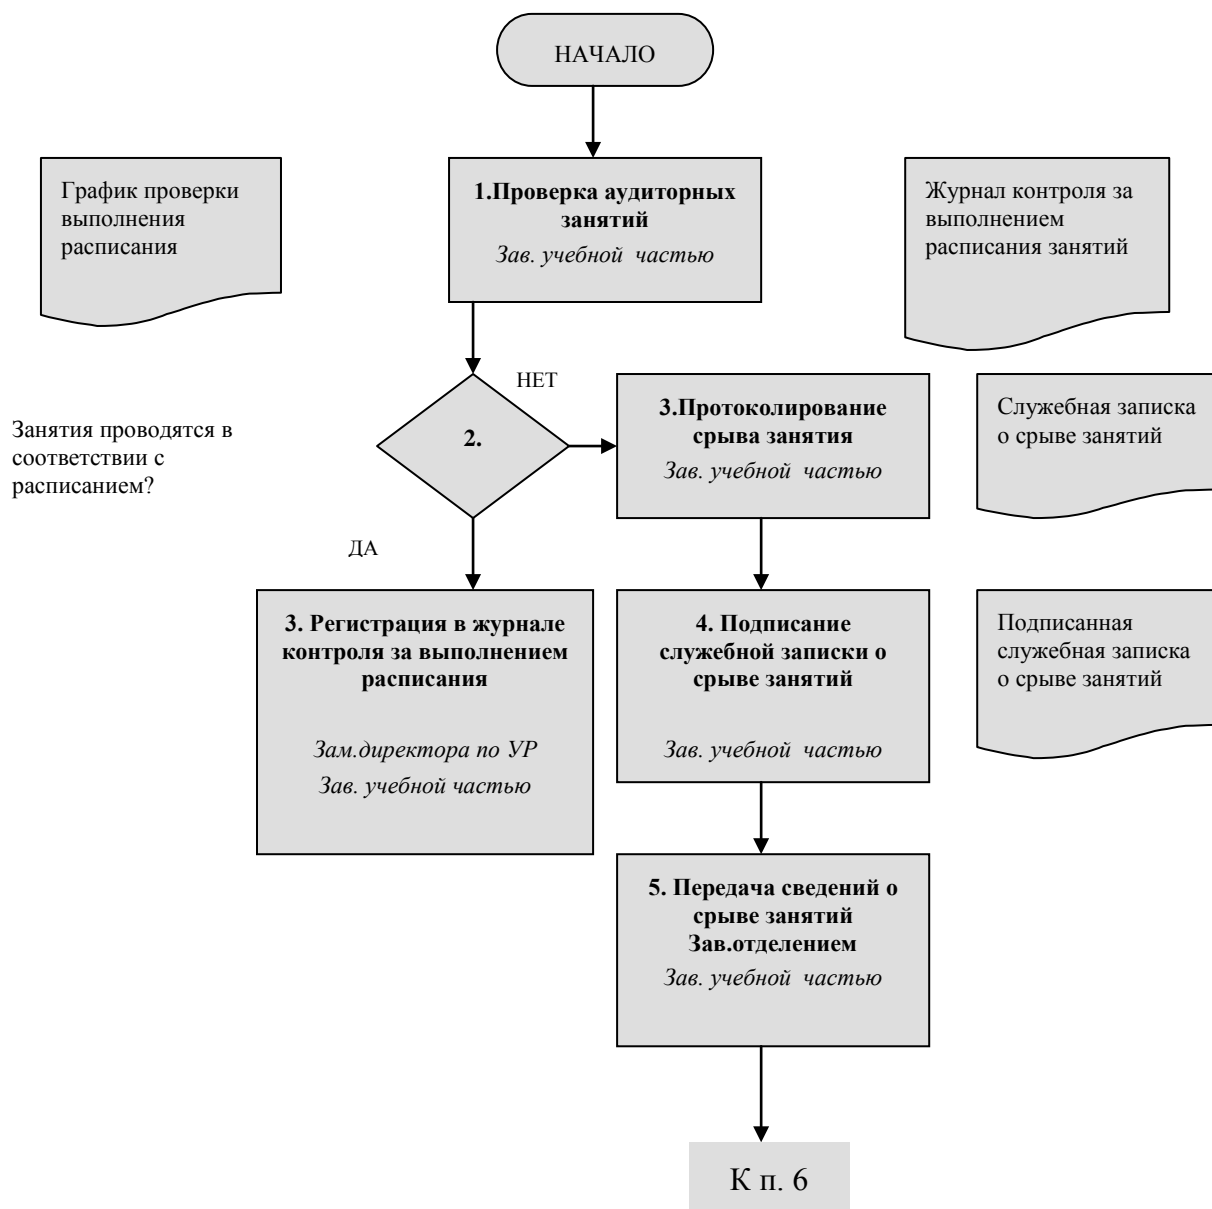 НАЧАЛО
График проверки
выполнения
расписания
1.Проверка аудиторных
занятий
Зав. учебной частью
Журнал контроля за
выполнением
расписания занятий
Занятия проводятся в
соответствии с
расписанием?
2.
НЕТ
3.Протоколирование
срыва занятия
Зав. учебной частью
Служебная записка
о срыве занятий
ДА
3. Регистрация в журнале
контроля за выполнением
расписания
Зам.директора по УР
Зав. учебной частью
4. Подписание
служебной записки о
срыве занятий
Зав. учебной частью
Подписанная
служебная записка
о срыве занятий
5. Передача сведений о
срыве занятий
Зав.отделением
Зав. учебной частью
К п. 6